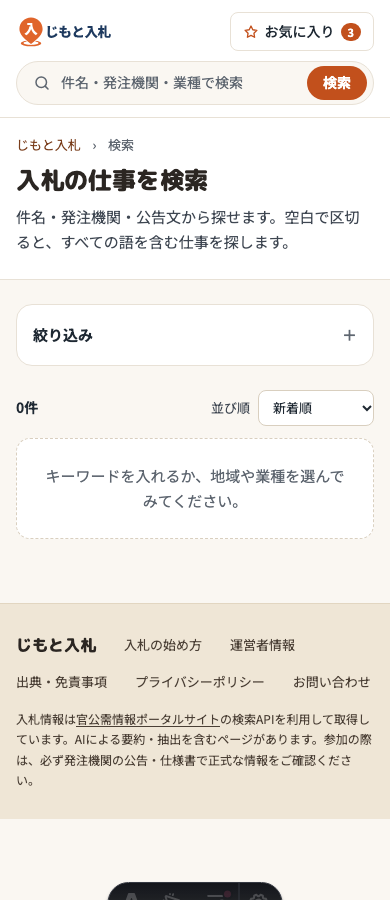 入 じもと入札
お気に入り 3
件名・発注機関・業種で検索 検索
じもと入札 › 検索
入札の仕事を検索
件名・発注機関・公告文から探せます。空白で区切
ると、すべての語を含む仕事を探します。
絞り込み +
0件 並び順 新着順
キーワードを入れるか、地域や業種を選んで
みてください。
じもと入札 入札の始め方 運営者情報
出典・免責事項 プライバシーポリシー お問い合わせ
入札情報は官公需情報ポータルサイトの検索APIを利用して取得し
ています。AIによる要約・抽出を含むページがあります。参加の際
は、必ず発注機関の公告・仕様書で正式な情報をご確認くださ
い。